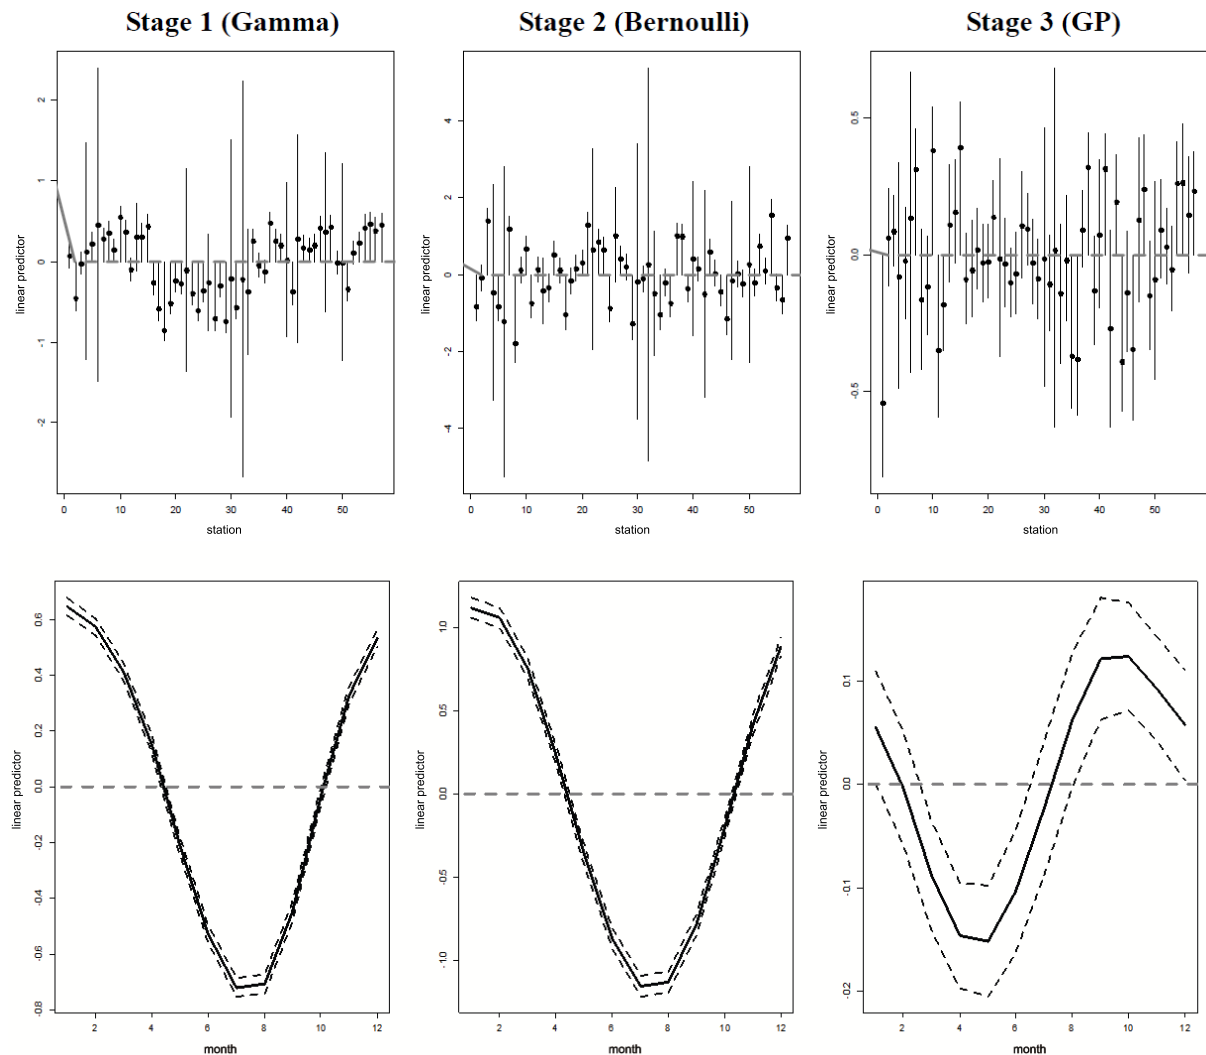 Stage 1 (Gamma) Stage 2 (Bernoulli) Stage 3 (GP)
linear predictor
2
1
0
-1
-2
0 10 20 30 40 50
station
linear predictor
4
2
0
-2
-4
0 10 20 30 40 50
station
linear predictor
0.5
0.0
-0.5
0 10 20 30 40 50
station
linear predictor
0.6
0.4
0.2
0.0
-0.2
-0.4
-0.6
-0.8
2 4 6 8 10 12
month
linear predictor
1.0
0.5
0.0
-0.5
-1.0
2 4 6 8 10 12
month
linear predictor
0.1
0.0
-0.1
-0.2
2 4 6 8 10 12
month